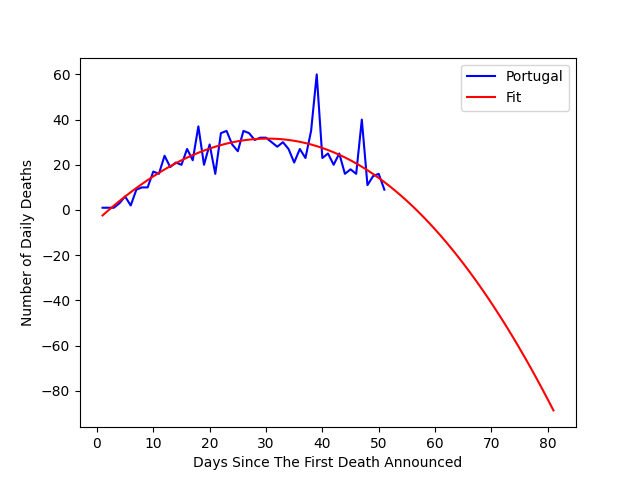 60
40
20
0
−20
−40
−60
−80
Number of Daily Deaths
0 10 20 30 40 50 60 70 80
Days Since The First Death Announced
Portugal
Fit